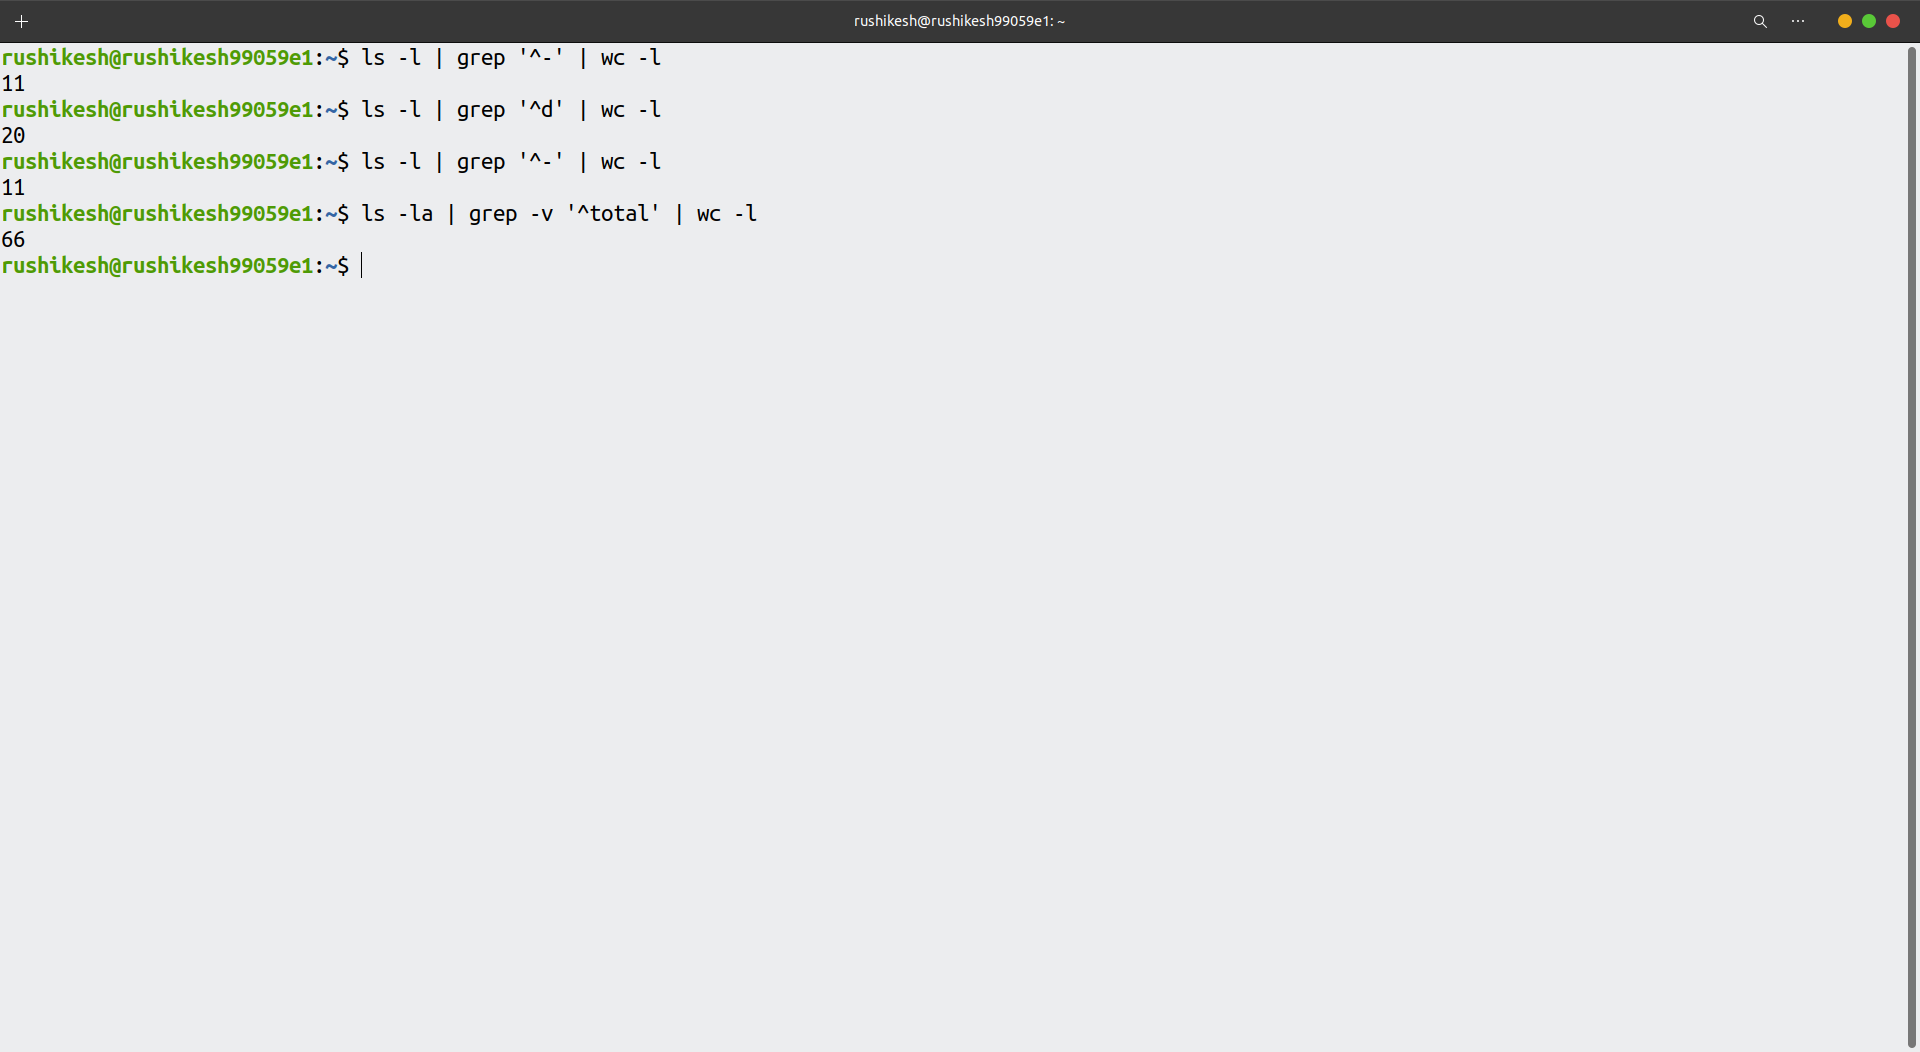 rushikesh@rushikesh99059e1: ~
rushikesh@rushikesh99059e1:~$ ls -l | grep '^-' | wc -l
11
rushikesh@rushikesh99059e1:~$ ls -l | grep '^d' | wc -l
20
rushikesh@rushikesh99059e1:~$ ls -l | grep '^-' | wc -l
11
rushikesh@rushikesh99059e1:~$ ls -la | grep -v '^total' | wc -l
66
rushikesh@rushikesh99059e1:~$